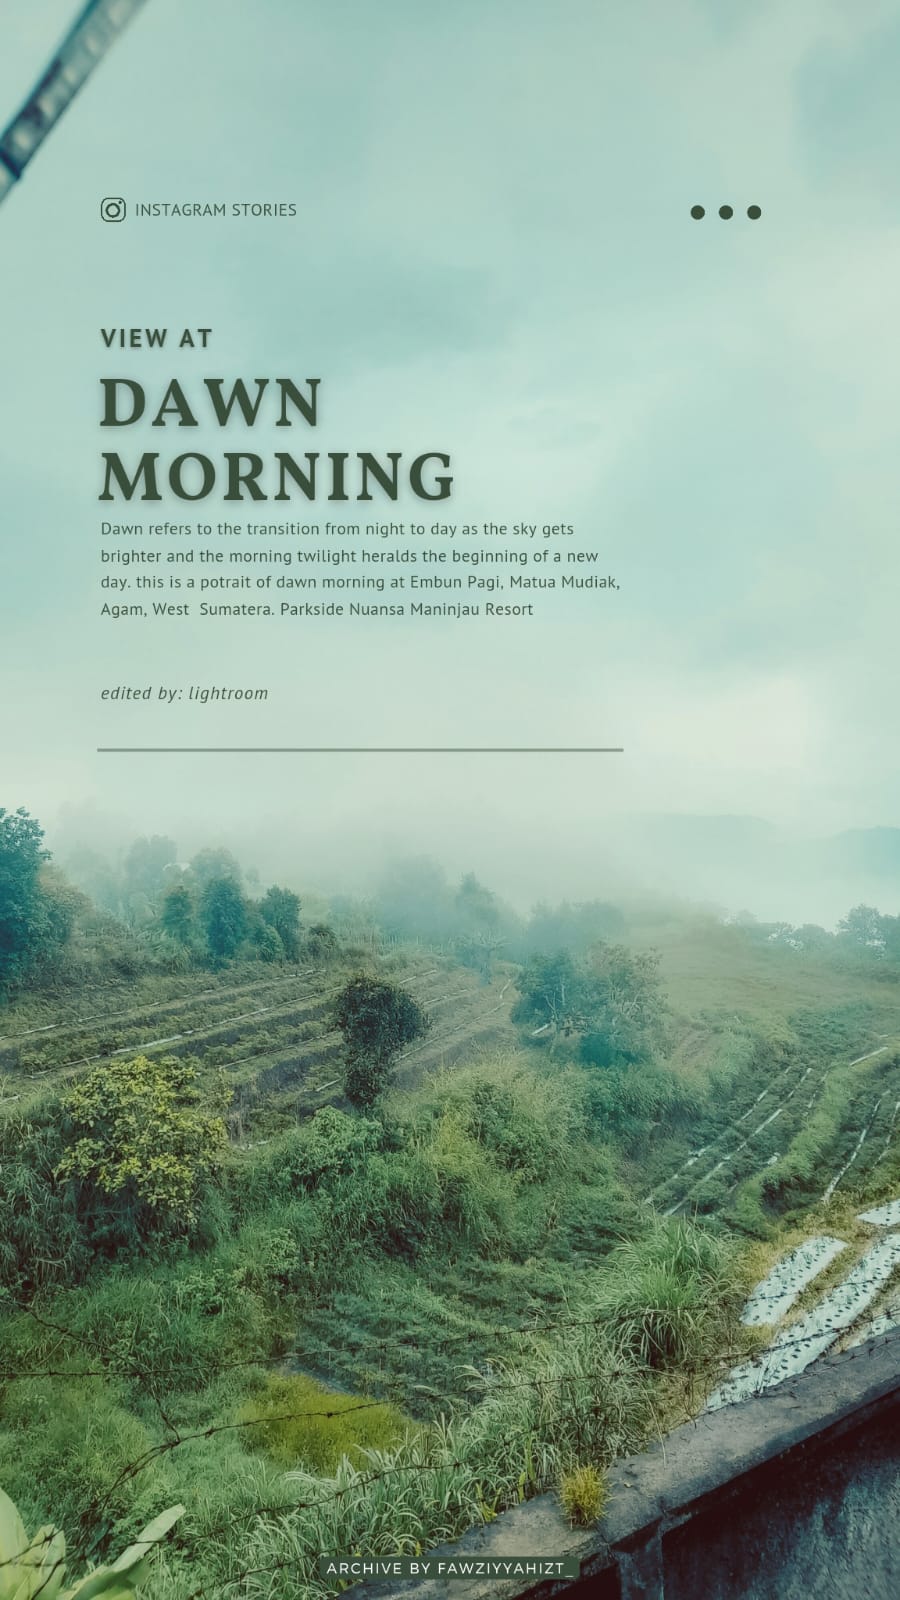 INSTAGRAM STORIES
VIEW AT
DAWN
MORNING
Dawn refers to the transition from night to day as the sky gets
brighter and the morning twilight heralds the beginning of a new
day. this is a potrait of dawn morning at Embun Pagi, Matua Mudiak,
Agam, West  Sumatera. Parkside Nuansa Maninjau Resort
edited by: lightroom
ARCHIVE BY FAWZIYYAHIZT_